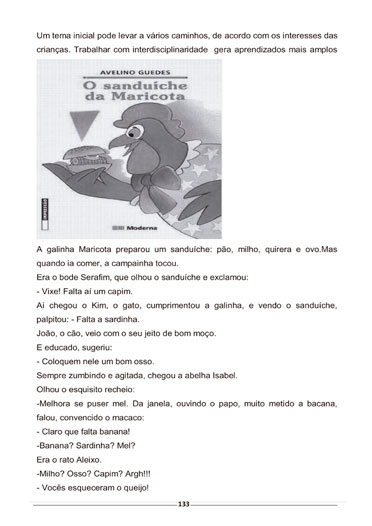 Um tema inicial pode levar a vários caminhos, de acordo com os interesses das
crianças. Trabalhar com interdisciplinaridade gera aprendizados mais amplos
AVELINO GUEDES
O sanduíche
da Maricota
Moderna
A galinha Maricota preparou um sanduíche: pão, milho, quirera e ovo.Mas
quando ia comer, a campainha tocou.
Era o bode Serafim, que olhou o sanduíche e exclamou:
- Vixe! Falta aí um capim.
Aí chegou o Kim, o gato, cumprimentou a galinha, e vendo o sanduíche,
palpitou: - Falta a sardinha.
João, o cão, veio com o seu jeito de bom moço.
E educado, sugeriu:
- Coloquem nele um bom osso.
Sempre zumbindo e agitada, chegou a abelha Isabel.
Olhou o esquisito recheio:
-Melhora se puser mel. Da janela, ouvindo o papo, muito metido a bacana,
falou, convencido o macaco:
- Claro que falta banana!
-Banana? Sardinha? Mel?
Era o rato Aleixo.
-Milho? Osso? Capim? Argh!!!
- Vocês esqueceram o queijo!
133